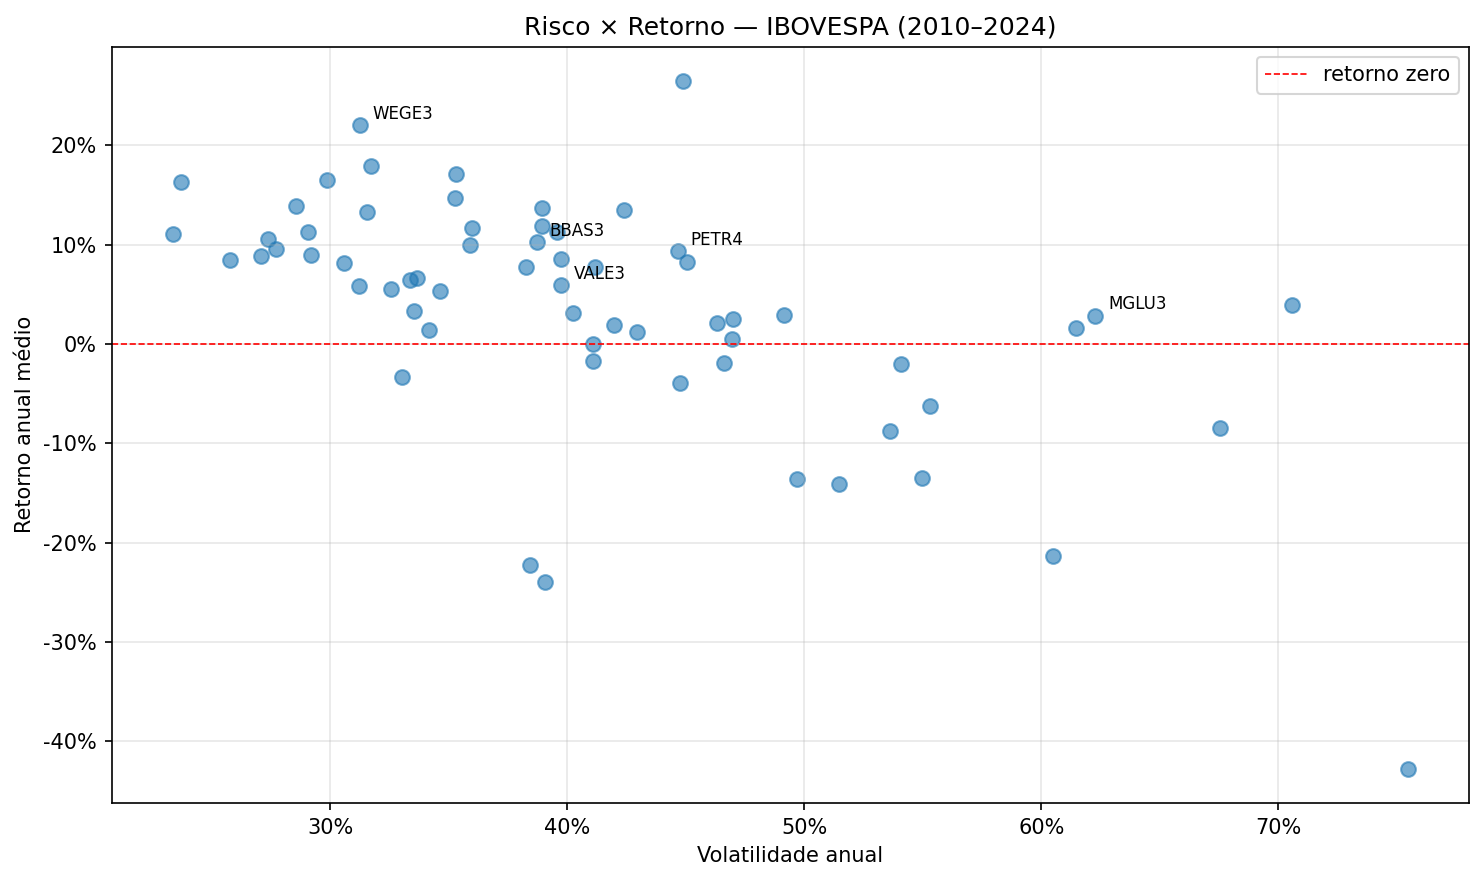 Risco × Retorno — IBOVESPA (2010–2024)
retorno zero
WEGE3
BBAS3
PETR4
VALE3
MGLU3
20%
10%
0%
-10%
-20%
-30%
-40%
Retorno anual médio
30%
40%
50%
60%
70%
Volatilidade anual